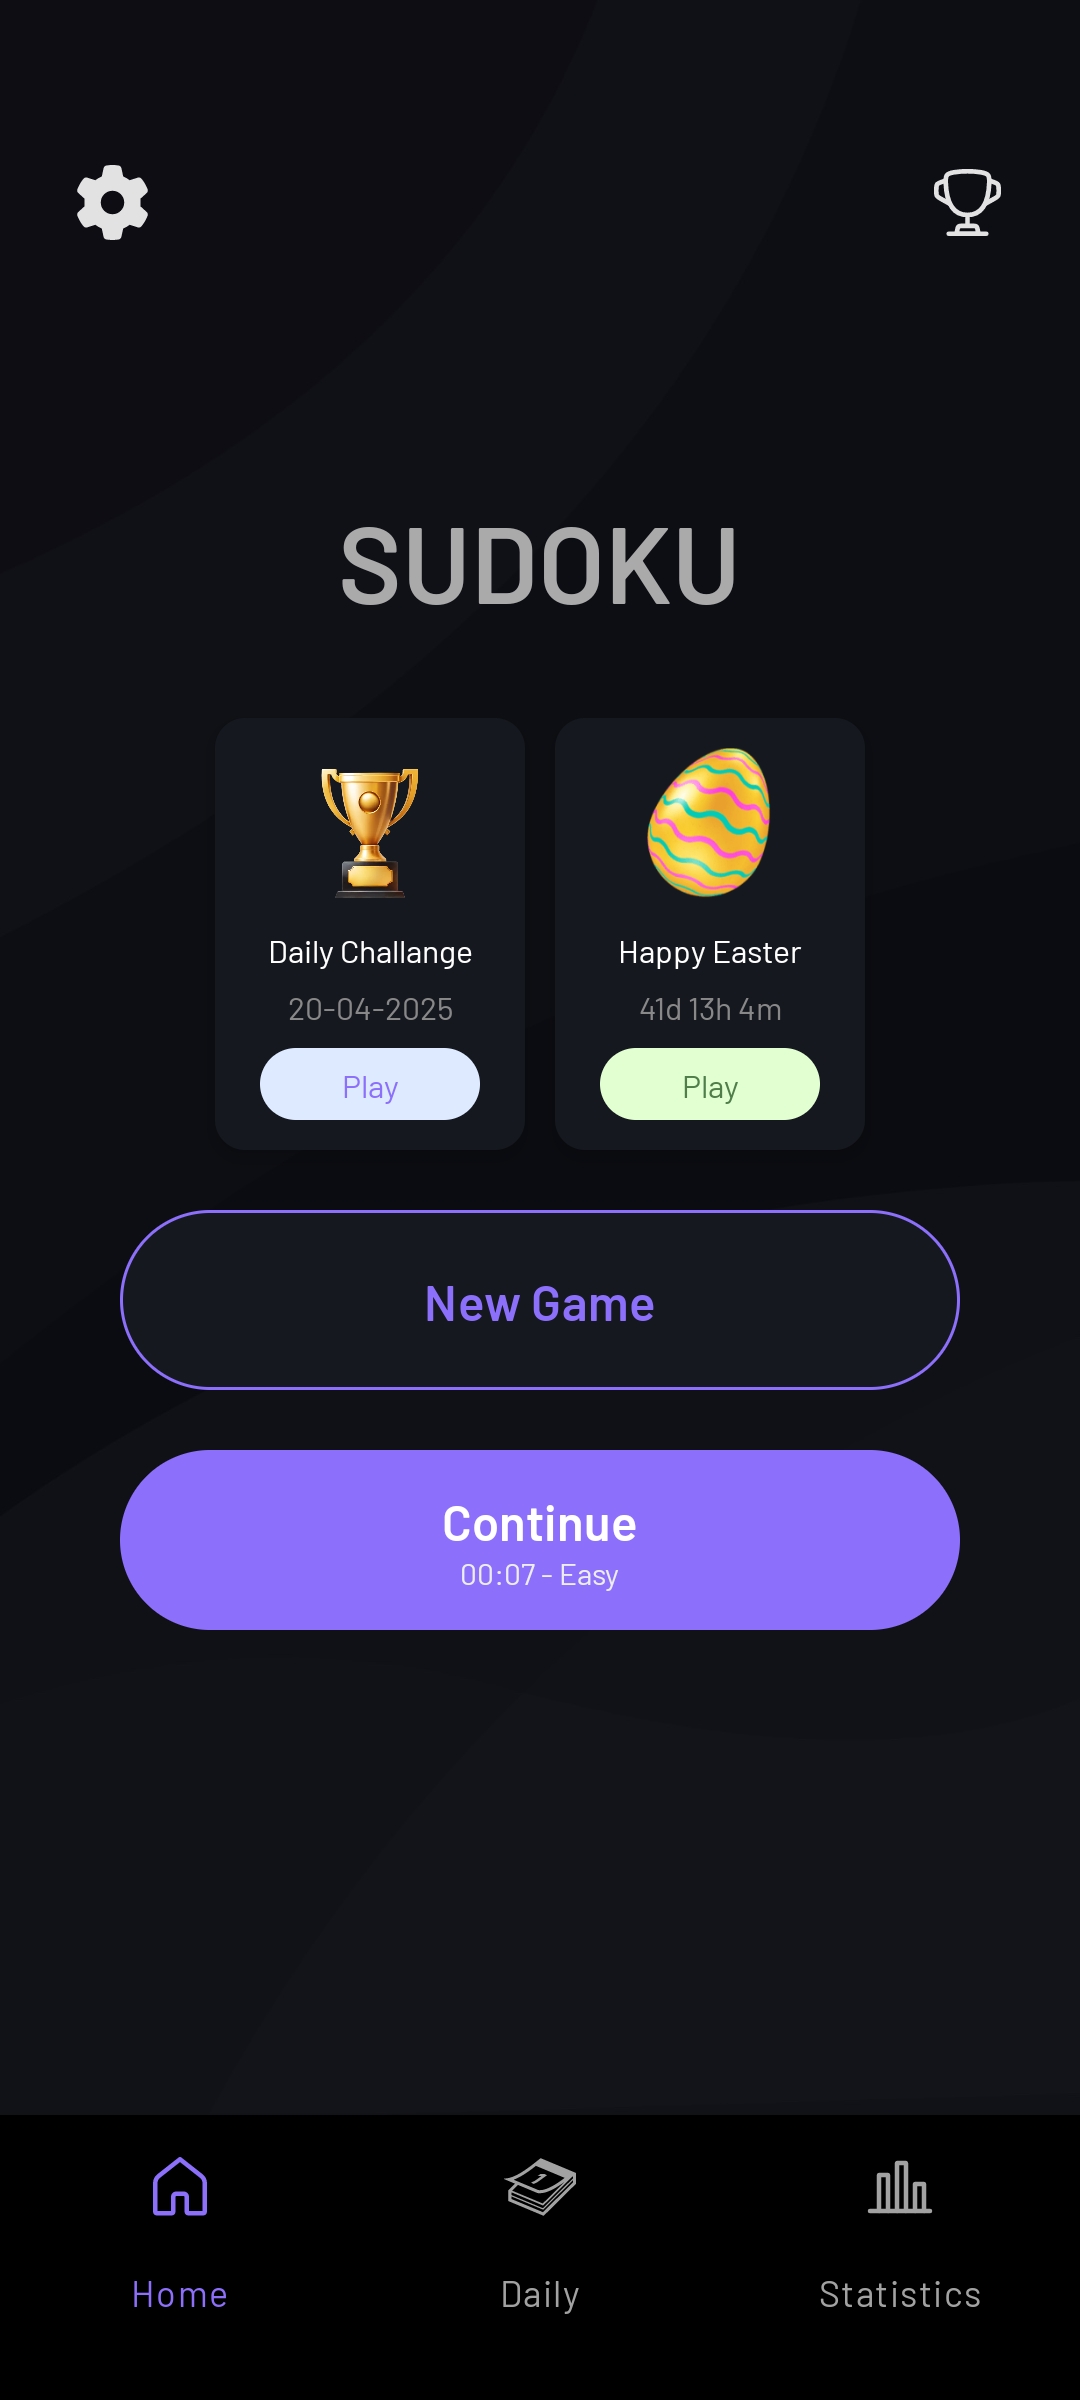 SUDOKU
Daily Challange
20-04-2025
Play
Happy Easter
41d 13h 4m
Play
New Game
Continue
00:07 - Easy
1
Home
Daily
Statistics